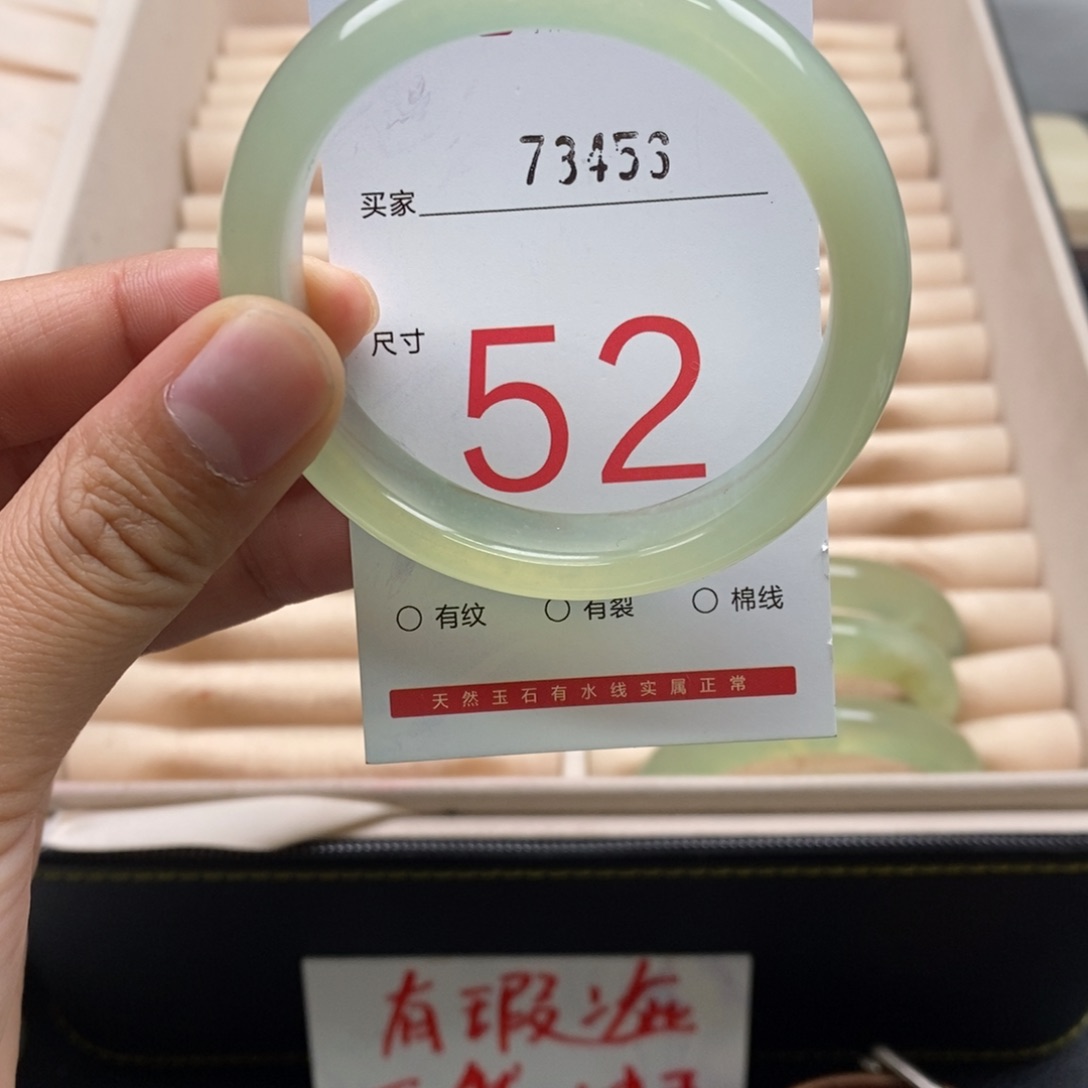 买家 73453
尺寸 52
○ 有纹 ○ 有裂 ○ 棉线
天然玉石有水线实属正常
有瑕疵